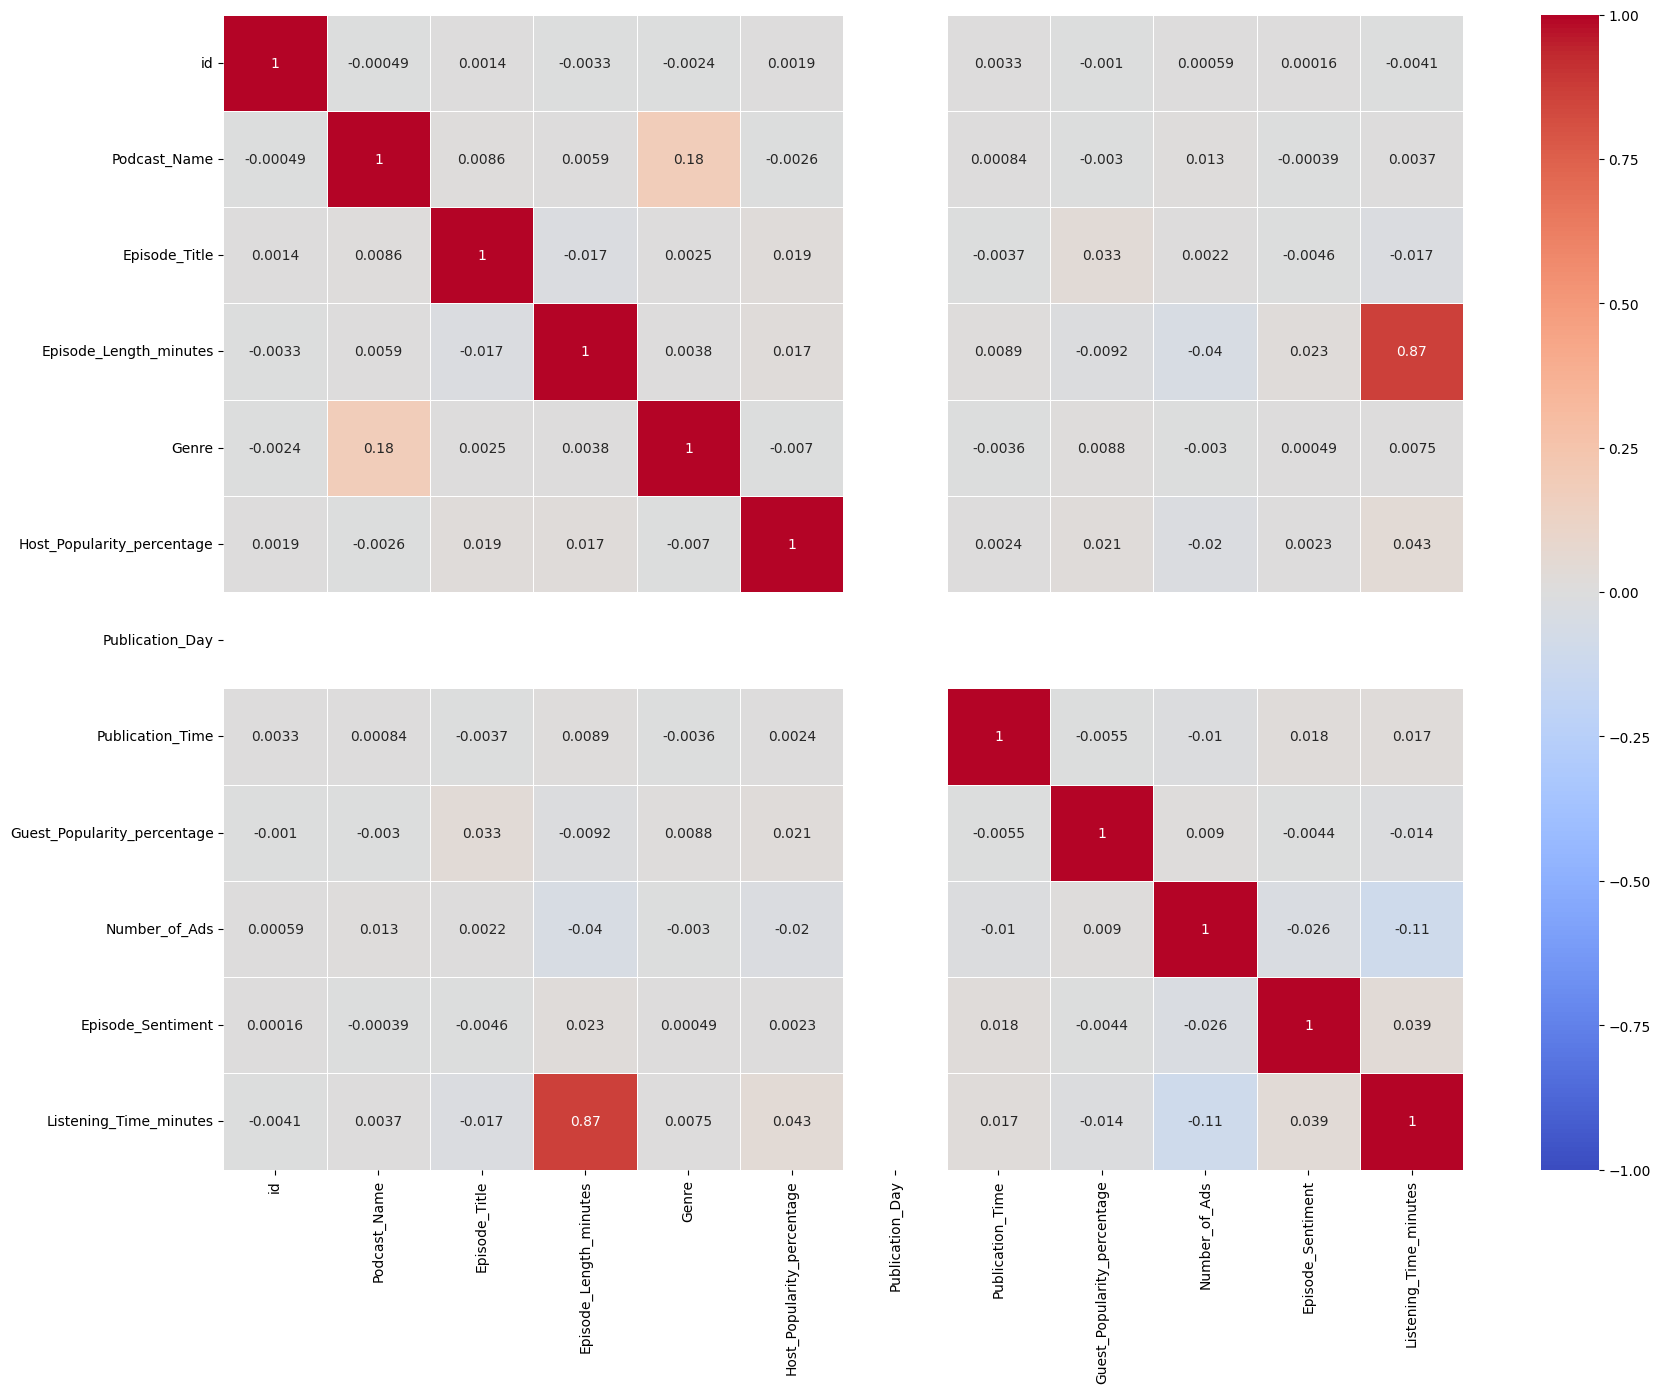 id 1 -0.00049 0.0014 -0.0033 -0.0024 0.0019 0.0033 -0.001 0.00059 0.00016 -0.0041
Podcast_Name -0.00049 1 0.0086 0.0059 0.18 -0.0026 0.00084 -0.003 0.013 -0.00039 0.0037
Episode_Title 0.0014 0.0086 1 -0.017 0.0025 0.019 -0.0037 0.033 0.0022 -0.0046 -0.017
Episode_Length_minutes -0.0033 0.0059 -0.017 1 0.0038 0.017 0.0089 -0.0092 -0.04 0.023 0.87
Genre -0.0024 0.18 0.0025 0.0038 1 -0.007 -0.0036 0.0088 -0.003 0.00049 0.0075
Host_Popularity_percentage 0.0019 -0.0026 0.019 0.017 -0.007 1 0.0024 0.021 -0.02 0.0023 0.043
Publication_Day
Publication_Time 0.0033 0.00084 -0.0037 0.0089 -0.0036 0.0024 1 -0.0055 -0.01 0.018 0.017
Guest_Popularity_percentage -0.001 -0.003 0.033 -0.0092 0.0088 0.021 -0.0055 1 0.009 -0.0044 -0.014
Number_of_Ads 0.00059 0.013 0.0022 -0.04 -0.003 -0.02 -0.01 0.009 1 -0.026 -0.11
Episode_Sentiment 0.00016 -0.00039 -0.0046 0.023 0.00049 0.0023 0.018 -0.0044 -0.026 1 0.039
Listening_Time_minutes -0.0041 0.0037 -0.017 0.87 0.0075 0.043 0.017 -0.014 -0.11 0.039 1
id
Podcast_Name
Episode_Title
Episode_Length_minutes
Genre
Host_Popularity_percentage
Publication_Day
Publication_Time
Guest_Popularity_percentage
Number_of_Ads
Episode_Sentiment
Listening_Time_minutes
1.00
0.75
0.50
0.25
0.00
−0.25
−0.50
−0.75
−1.00